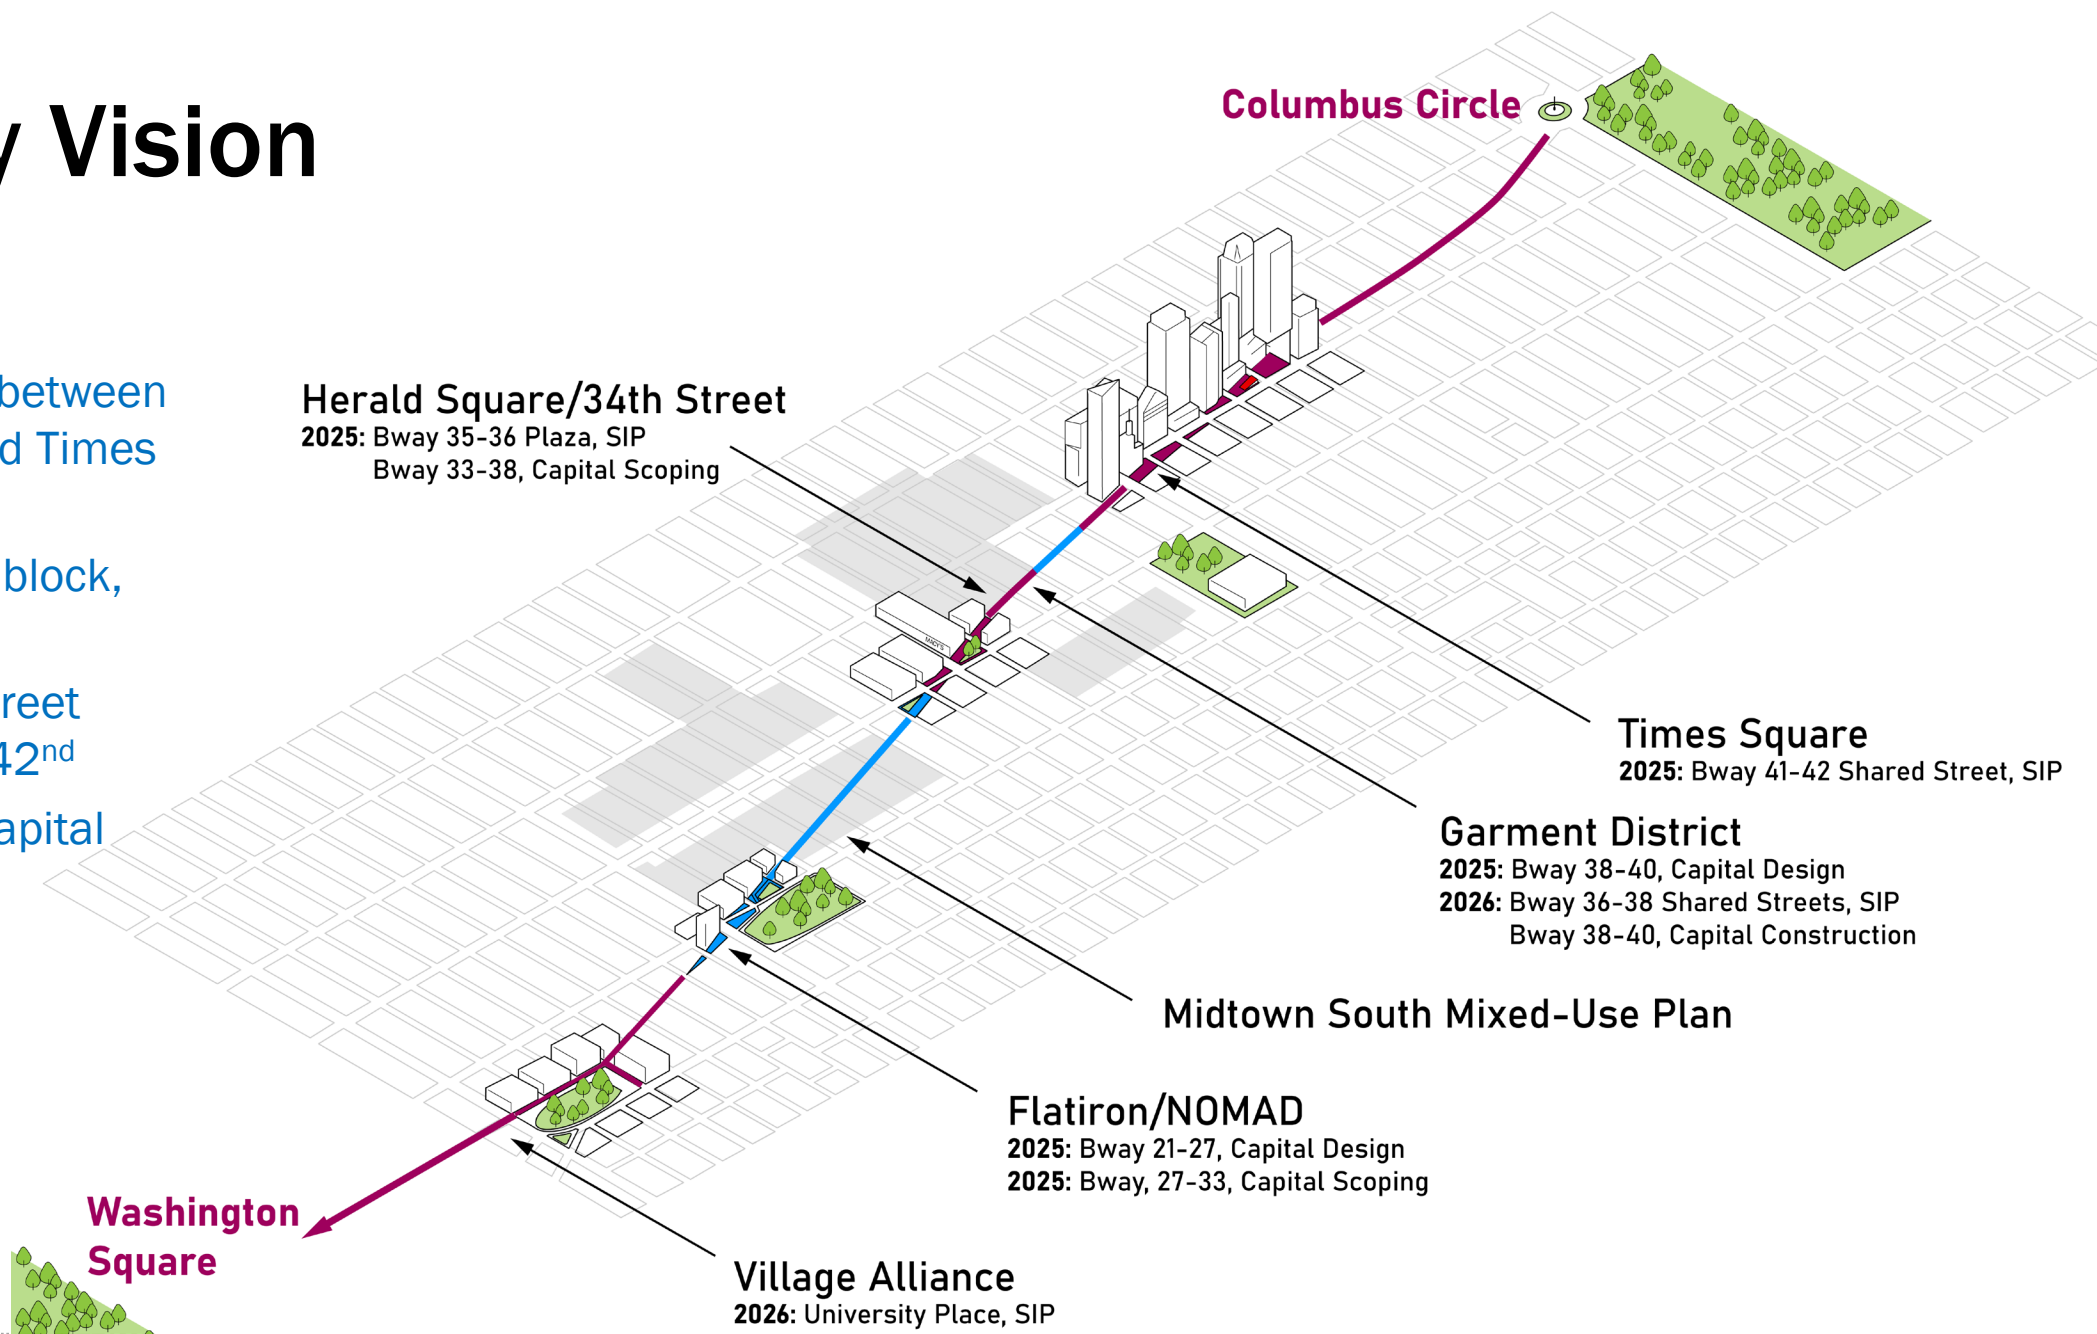 y Vision
between
d Times
block,
reet
42nd
apital
Columbus Circle
Herald Square/34th Street
2025: Bway 35-36 Plaza, SIP
Bway 33-38, Capital Scoping
MACY'S
Times Square
2025: Bway 41-42 Shared Street, SIP
Garment District
2025: Bway 38-40, Capital Design
2026: Bway 36-38 Shared Streets, SIP
Bway 38-40, Capital Construction
Midtown South Mixed-Use Plan
Flatiron/NOMAD
2025: Bway 21-27, Capital Design
2025: Bway, 27-33, Capital Scoping
Washington
Square
Village Alliance
2026: University Place, SIP